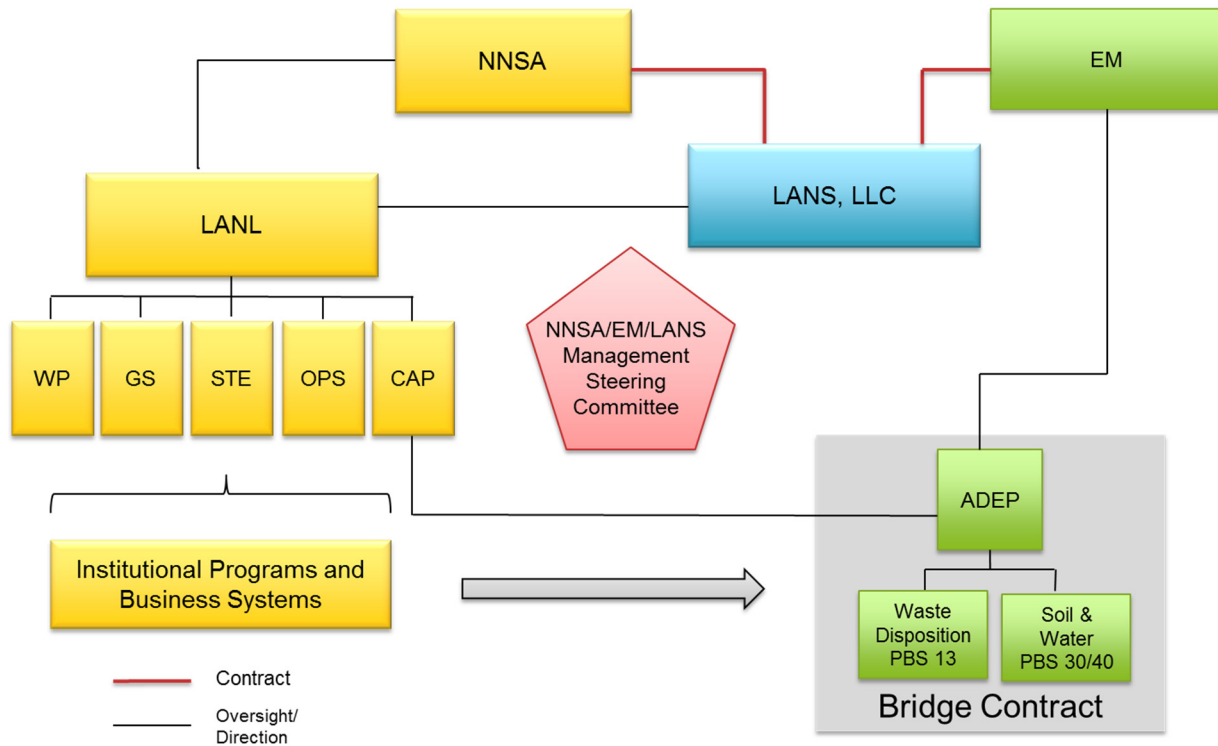 NNSA
EM
LANS, LLC
LANL
NNSA/EM/LANS
Management
Steering
Committee
WP
GS
STE
OPS
CAP
ADEP
Institutional Programs and
Business Systems
Waste
Disposition
PBS 13
Soil &
Water
PBS 30/40
Bridge Contract
Contract
Oversight/
Direction